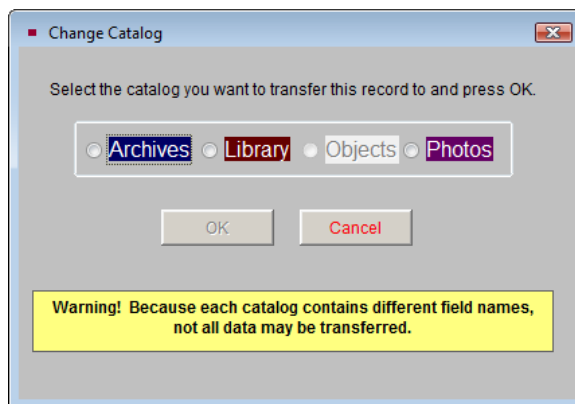 Change Catalog
Select the catalog you want to transfer this record to and press OK.
Archives Library Objects Photos
OK Cancel
Warning! Because each catalog contains different field names,
not all data may be transferred.